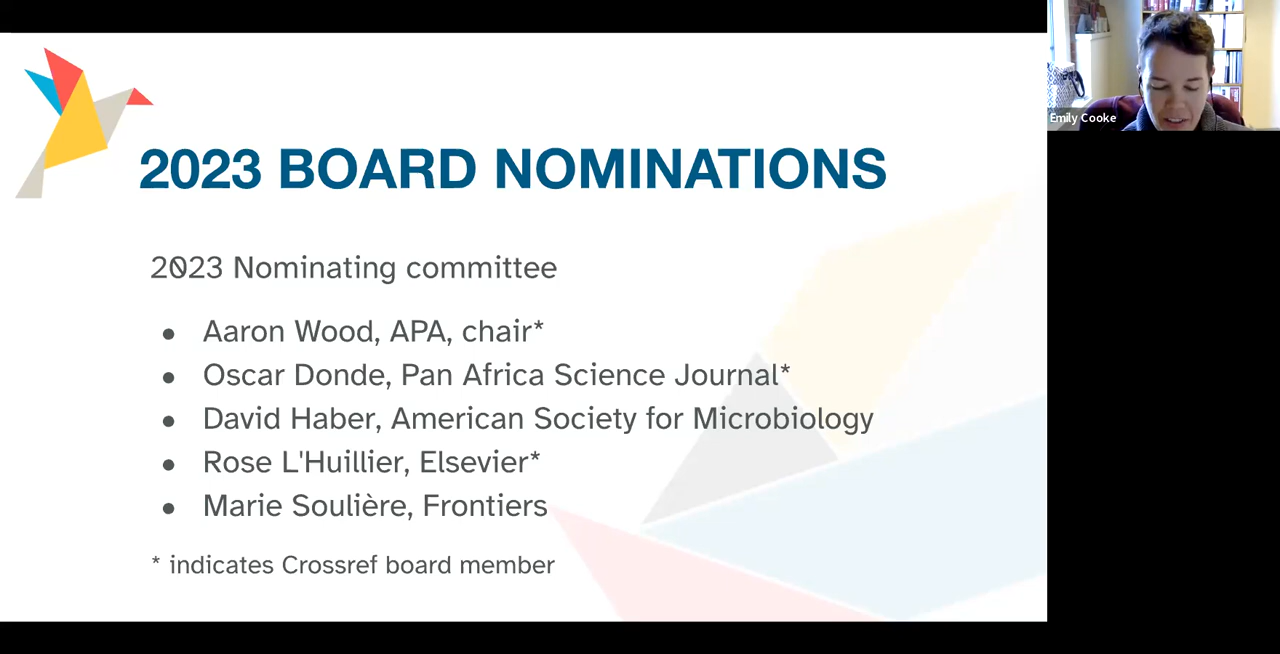 2023 BOARD NOMINATIONS
2023 Nominating committee
● Aaron Wood, APA, chair*
● Oscar Donde, Pan Africa Science Journal*
● David Haber, American Society for Microbiology
● Rose L'Huillier, Elsevier*
● Marie Soulière, Frontiers
* indicates Crossref board member
Emily Cooke